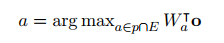 a = arg max_{a∈p∩E} W_a^⊺ o